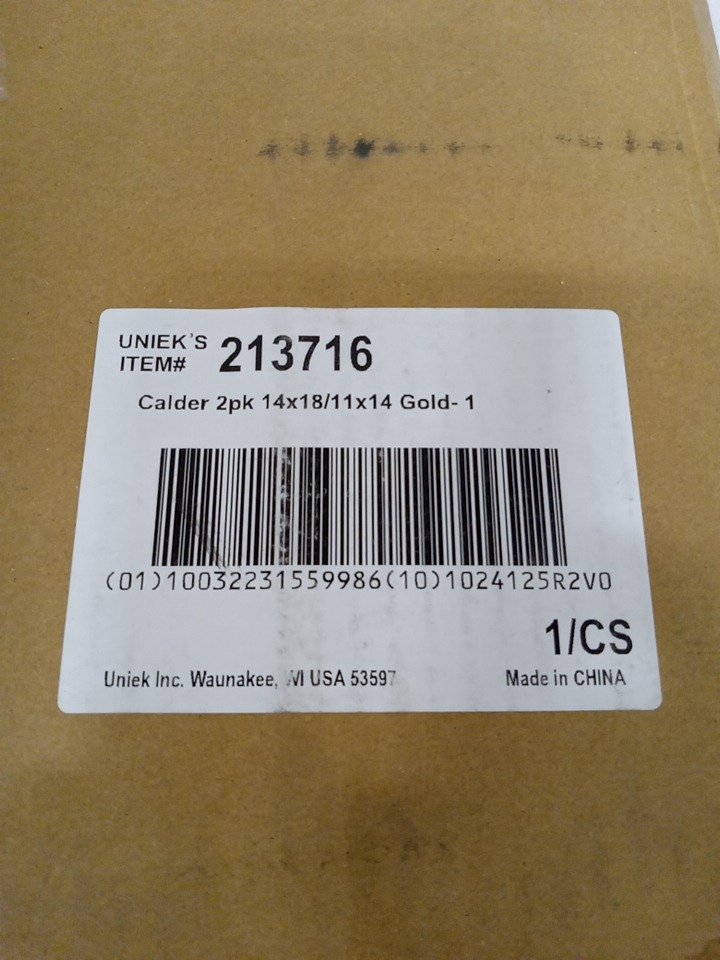 UNIEK'S
ITEM# 213716
Calder 2pk 14x18/11x14 Gold- 1
(01)10032231559986(10)1024125R2V0
1/CS
Uniek Inc. Waunakee, WI USA 53597
Made in CHINA